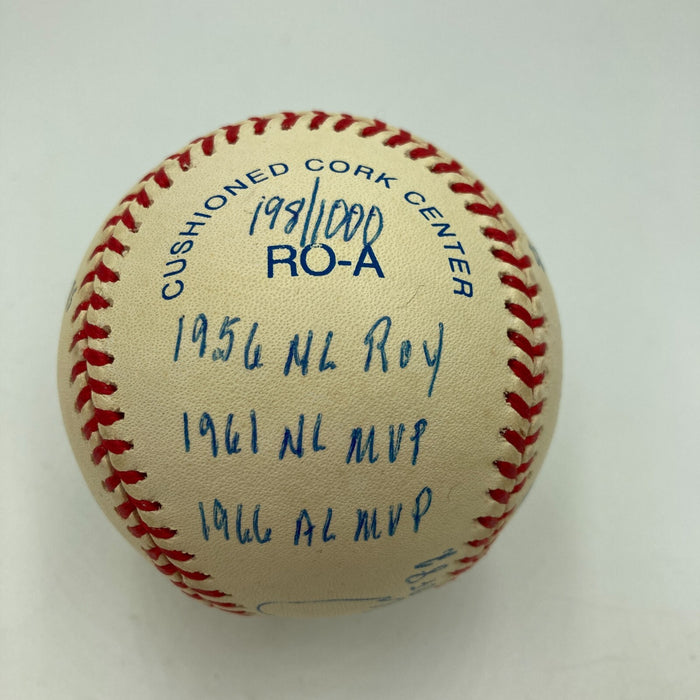 CUSHIONED CORK CENTER
198/1000
RO-A
1956 NL ROY
1961 NL MVP
1966 AL MVP